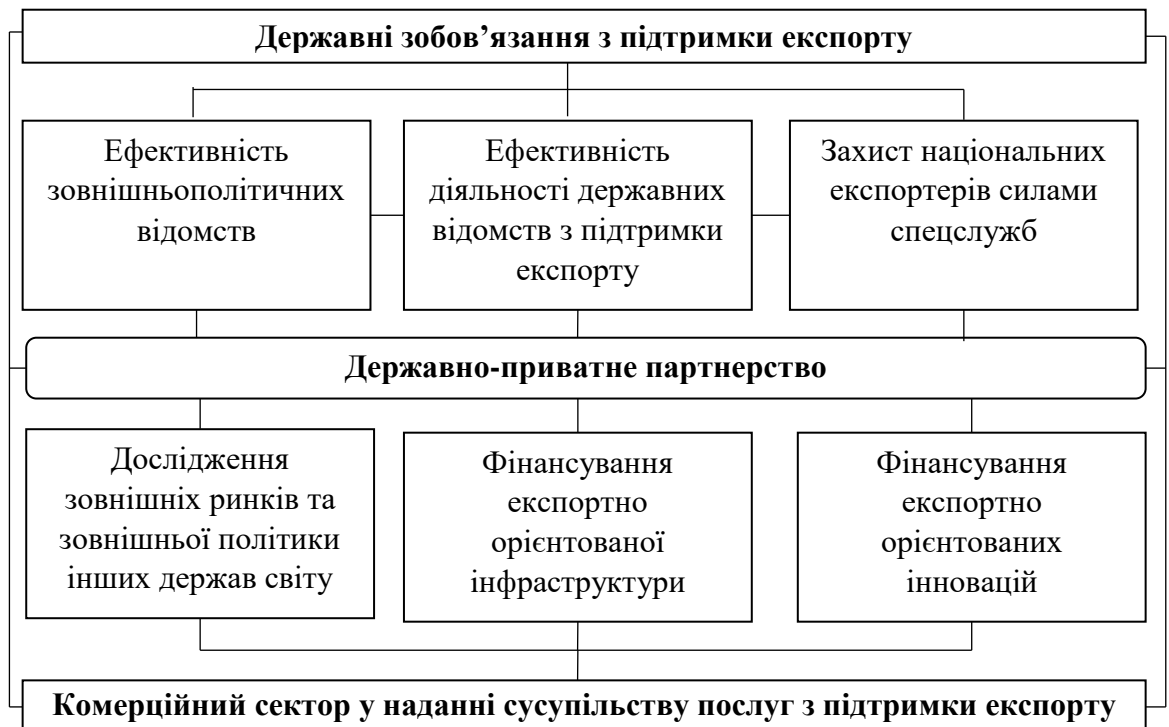 Державні зобов’язання з підтримки експорту
Ефективність
зовнішньополітичних
відомств
Ефективність
діяльності державних
відомств з підтримки
експорту
Захист національних
експортерів силами
спецслужб
Державно-приватне партнерство
Дослідження
зовнішніх ринків та
зовнішньої політики
інших держав світу
Фінансування
експортно
орієнтованої
інфраструктури
Фінансування
експортно
орієнтованих
інновацій
Комерційний сектор у наданні сусупільству послуг з підтримки експорту